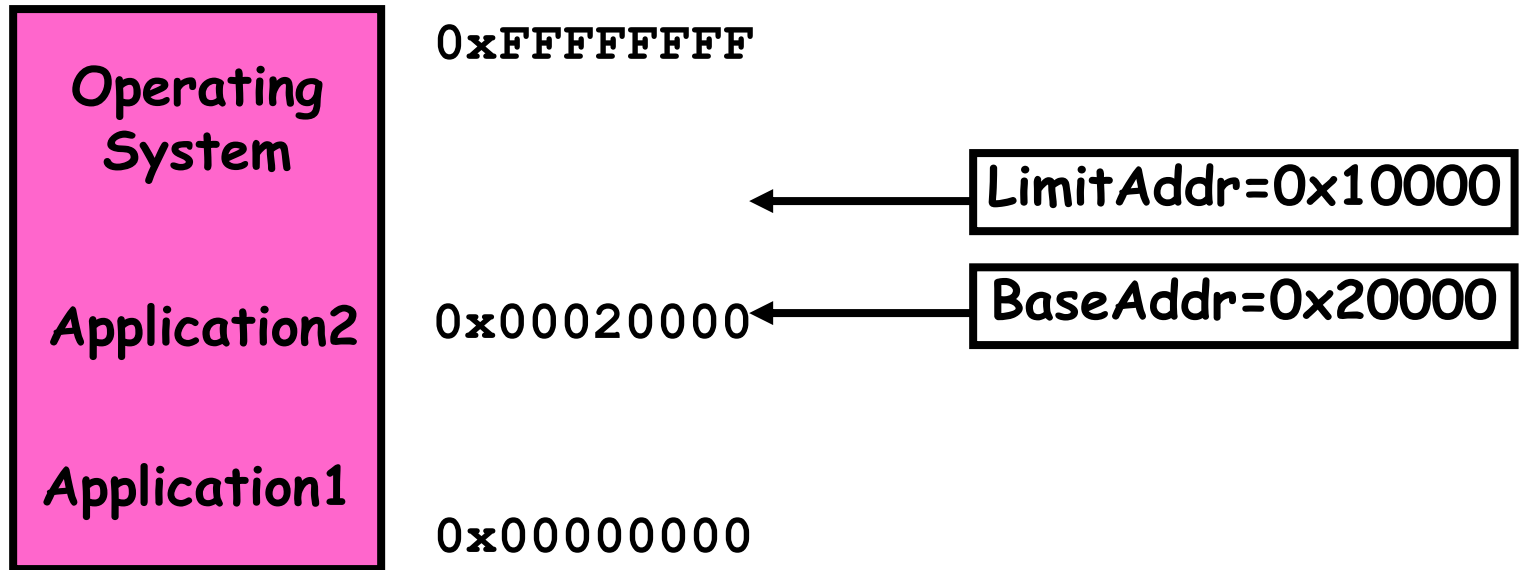 0xFFFFFFFF
Operating
System
LimitAddr=0x10000
BaseAddr=0x20000
Application2
0x00020000
Application1
0x00000000